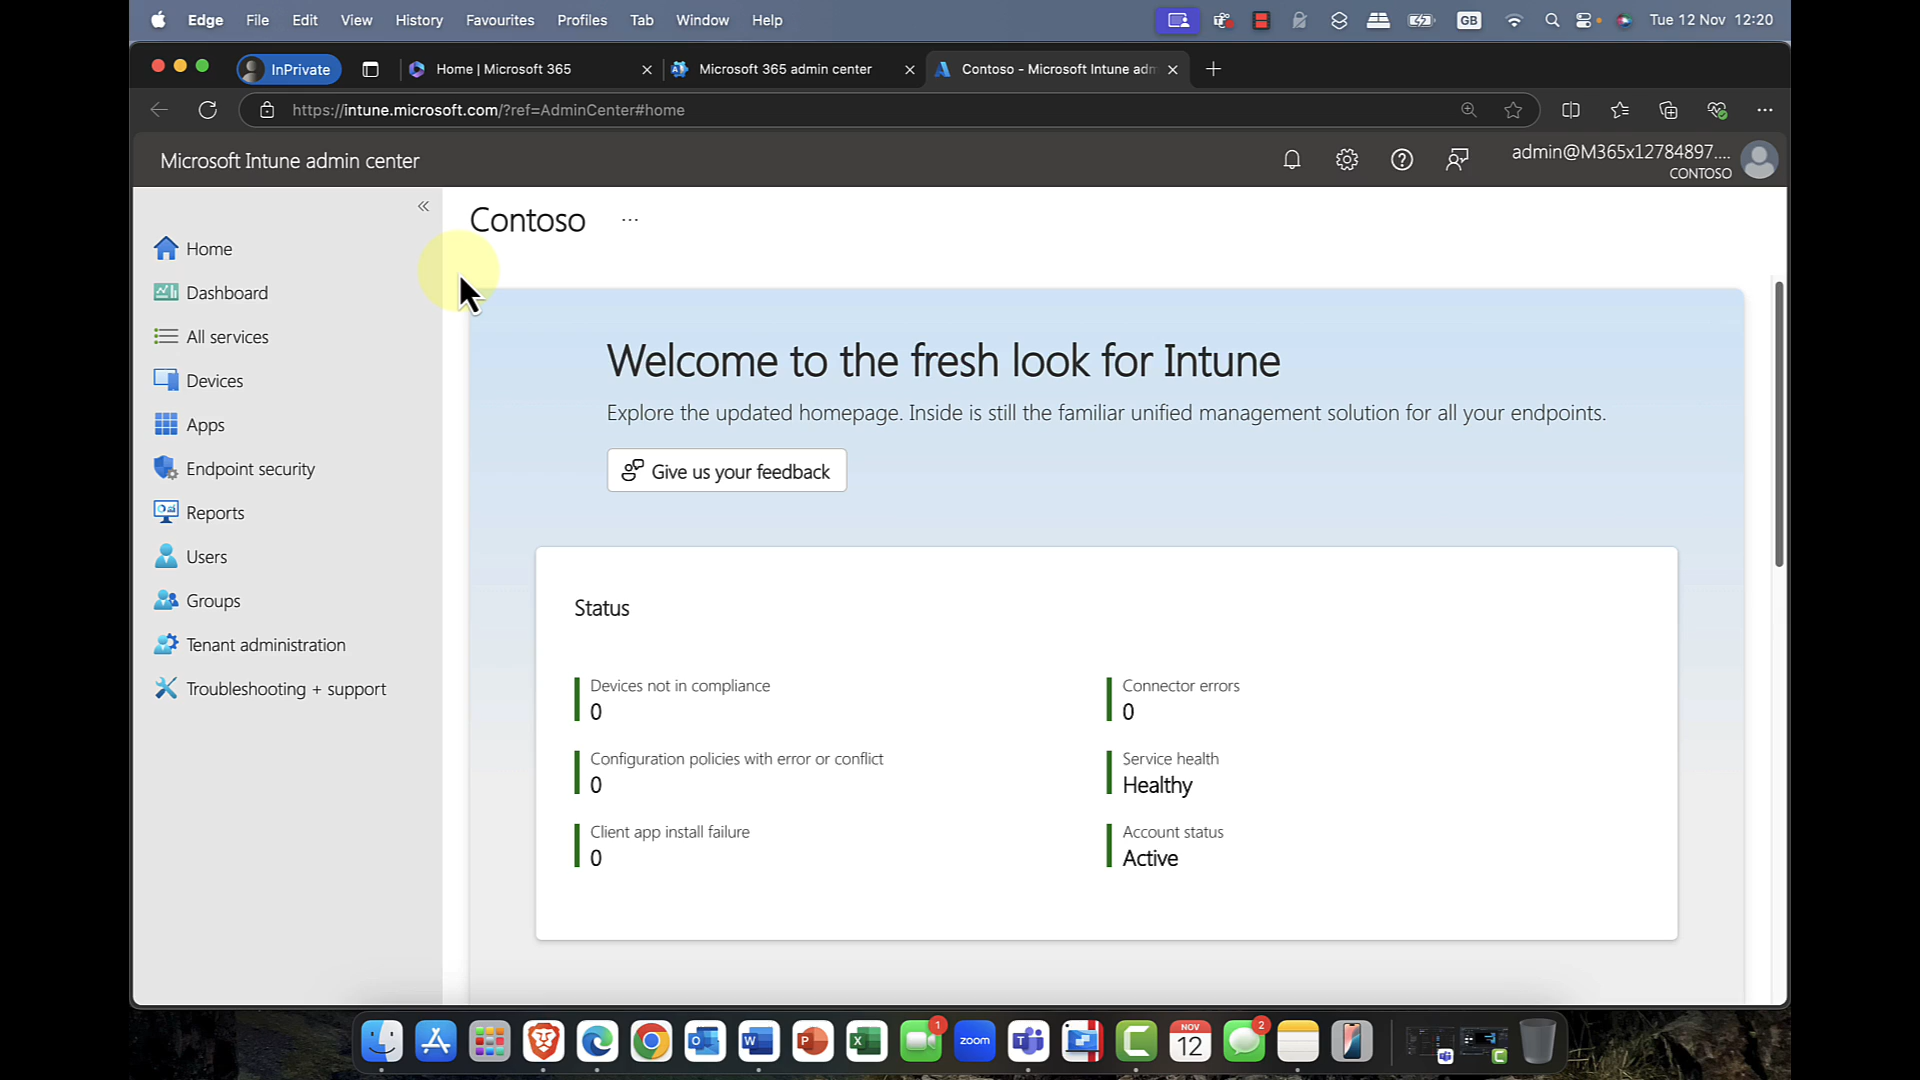 Edge File Edit View History Favourites Profiles Tab Window Help GB Tue 12 Nov 12:20
InPrivate Home | Microsoft 365 Microsoft 365 admin center Contoso - Microsoft Intune adm
https://intune.microsoft.com/?ref=AdminCenter#home
Microsoft Intune admin center
admin@M365x12784897....
CONTOSO
Contoso ...
Home
Dashboard
All services
Devices
Apps
Endpoint security
Reports
Users
Groups
Tenant administration
Troubleshooting + support
Welcome to the fresh look for Intune
Explore the updated homepage. Inside is still the familiar unified management solution for all your endpoints.
Give us your feedback
Status
Devices not in compliance
0
Connector errors
0
Configuration policies with error or conflict
0
Service health
Healthy
Client app install failure
0
Account status
Active
1
zoom
NOV
12
2